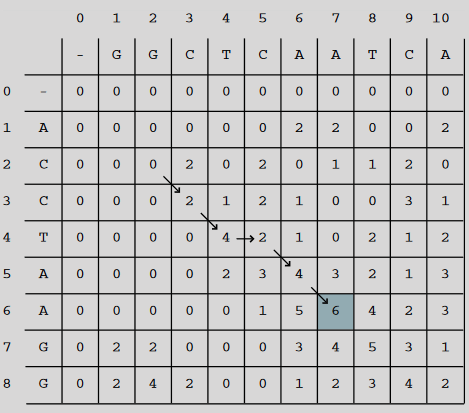 0 1 2 3 4 5 6 7 8 9 10
- G G C T C A A T C A
0 - 0 0 0 0 0 0 0 0 0 0 0
1 A 0 0 0 0 0 0 2 2 0 0 2
2 C 0 0 0 2 0 2 0 1 1 2 0
3 C 0 0 0 2 1 2 1 0 0 3 1
4 T 0 0 0 0 4 2 1 0 2 1 2
5 A 0 0 0 0 2 3 4 3 2 1 3
6 A 0 0 0 0 0 1 5 6 4 2 3
7 G 0 2 2 0 0 0 3 4 5 3 1
8 G 0 2 4 2 0 0 1 2 3 4 2